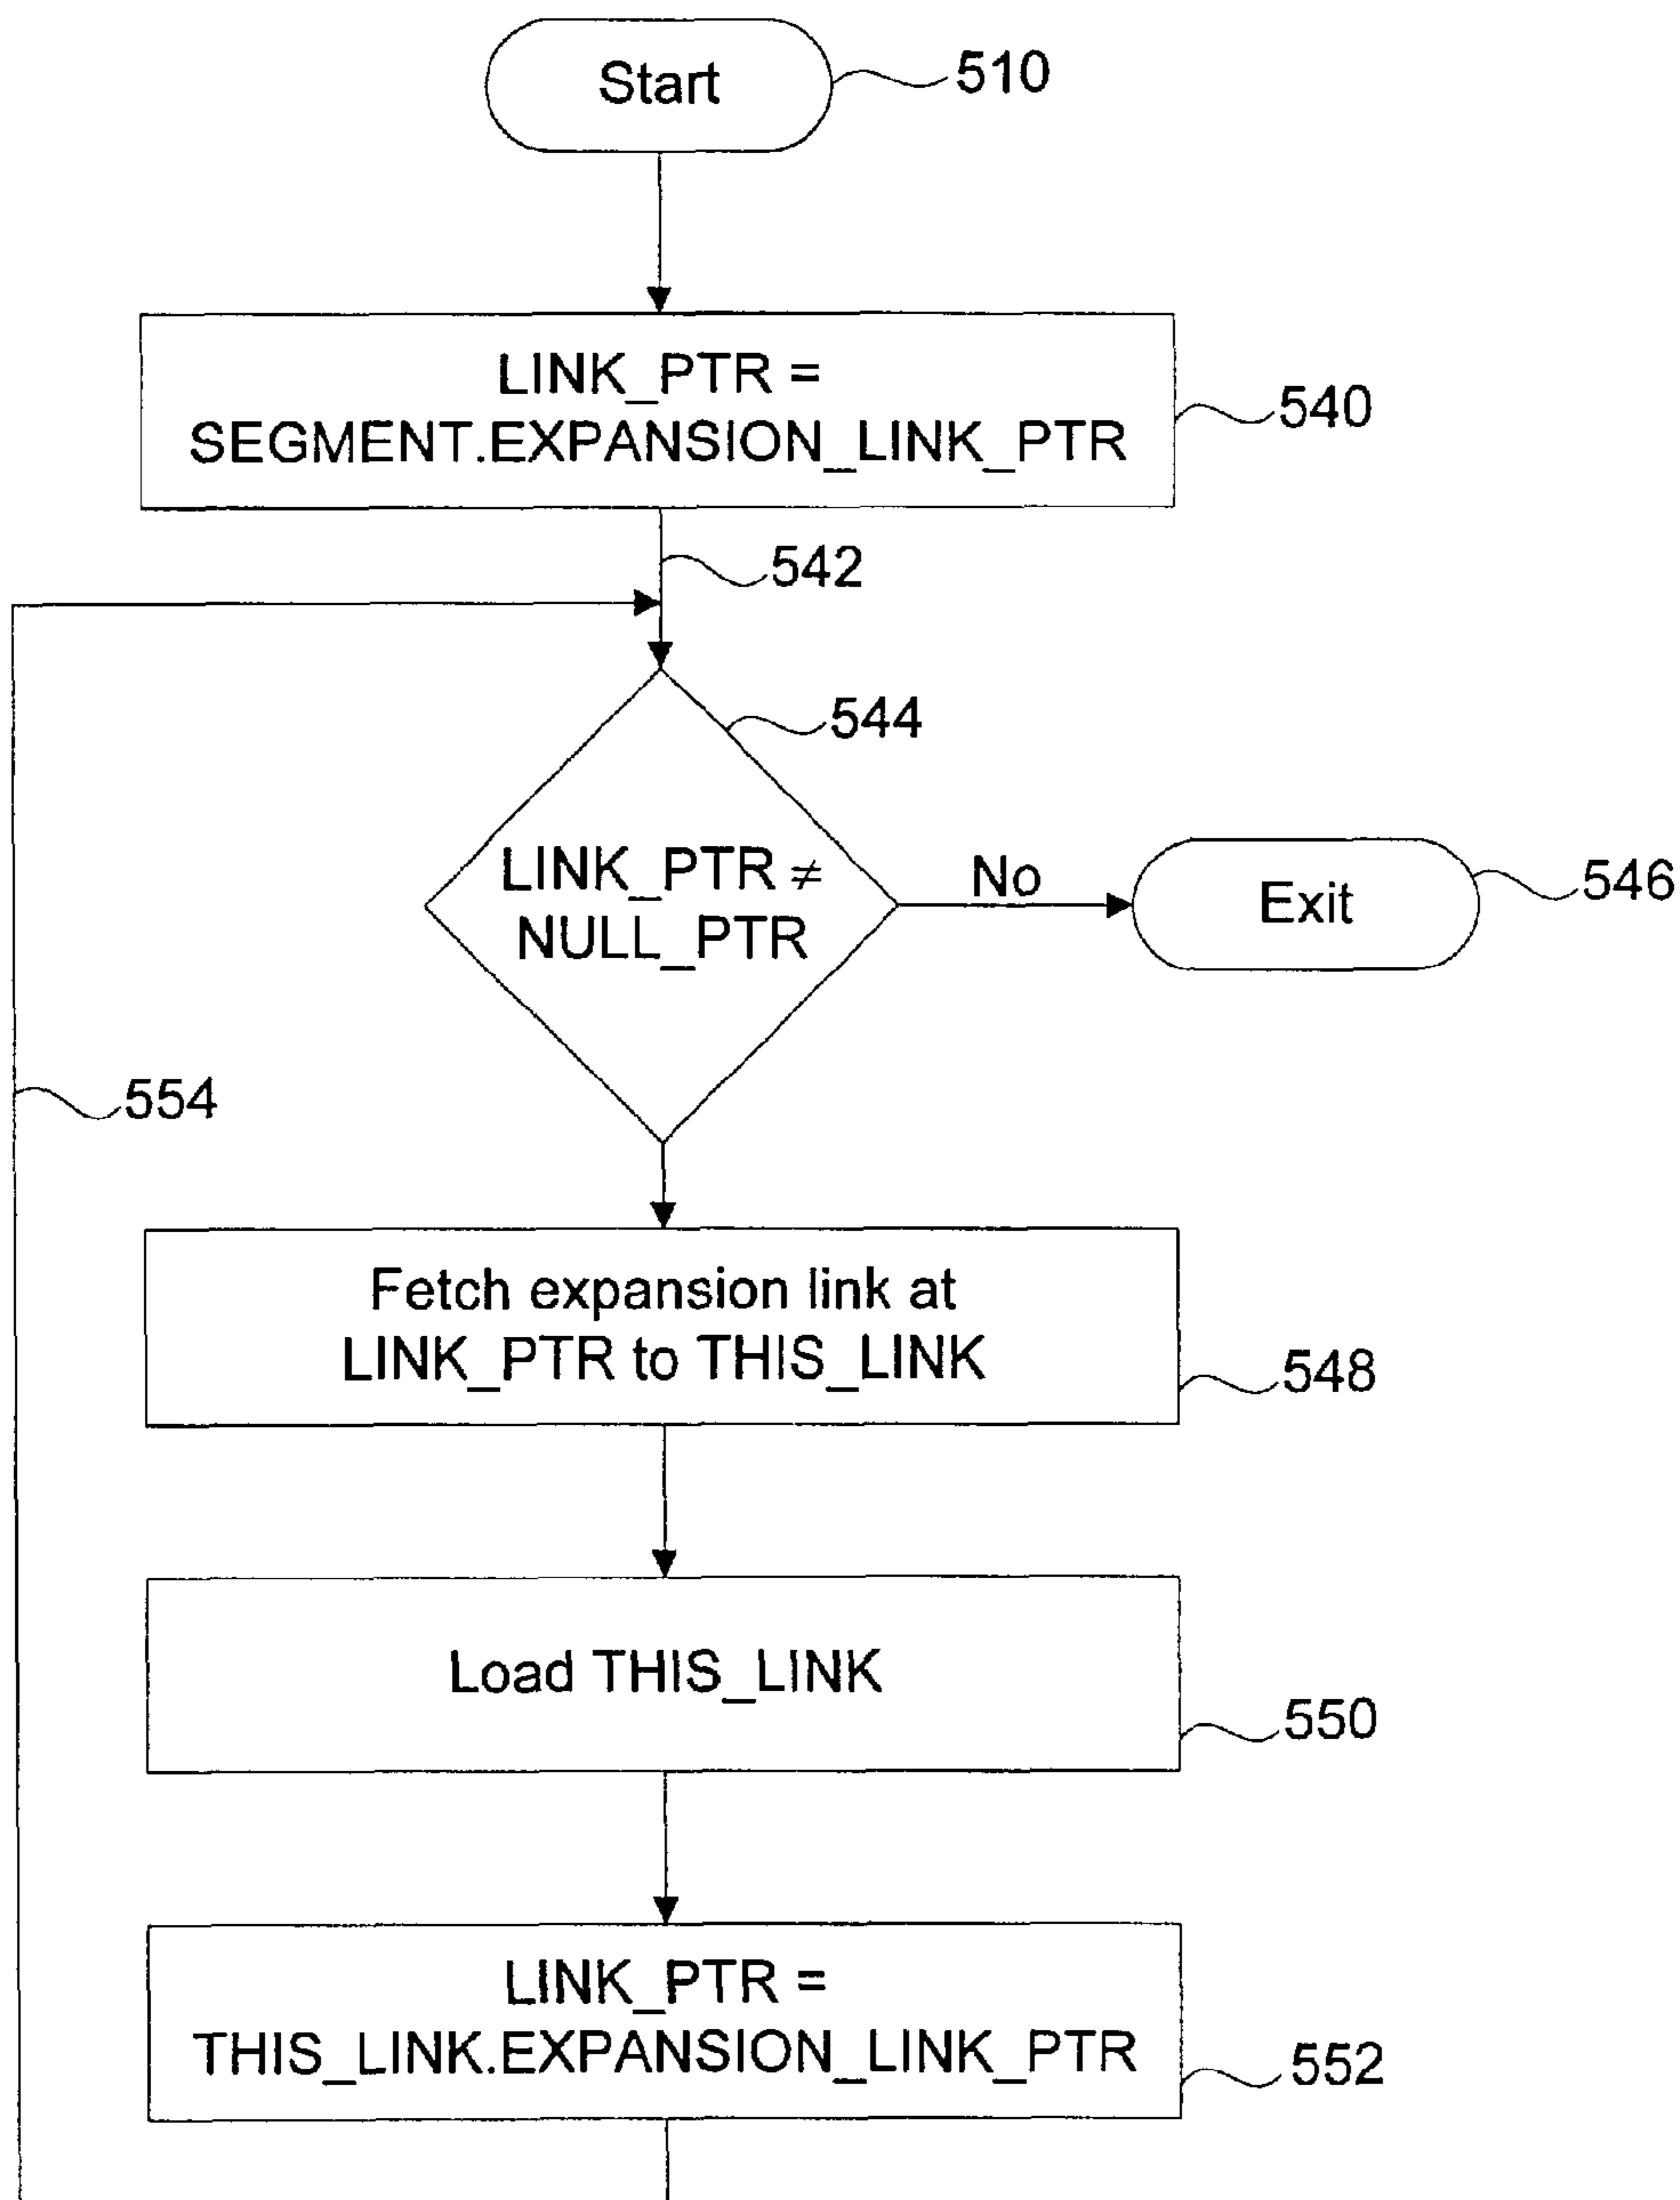 Start
510
LINK_PTR =
SEGMENT.EXPANSION_LINK_PTR
540
542
544
LINK_PTR ≠
NULL_PTR
No
Exit
546
554
Fetch expansion link at
LINK_PTR to THIS_LINK
548
Load THIS_LINK
550
LINK_PTR =
THIS_LINK.EXPANSION_LINK_PTR
552